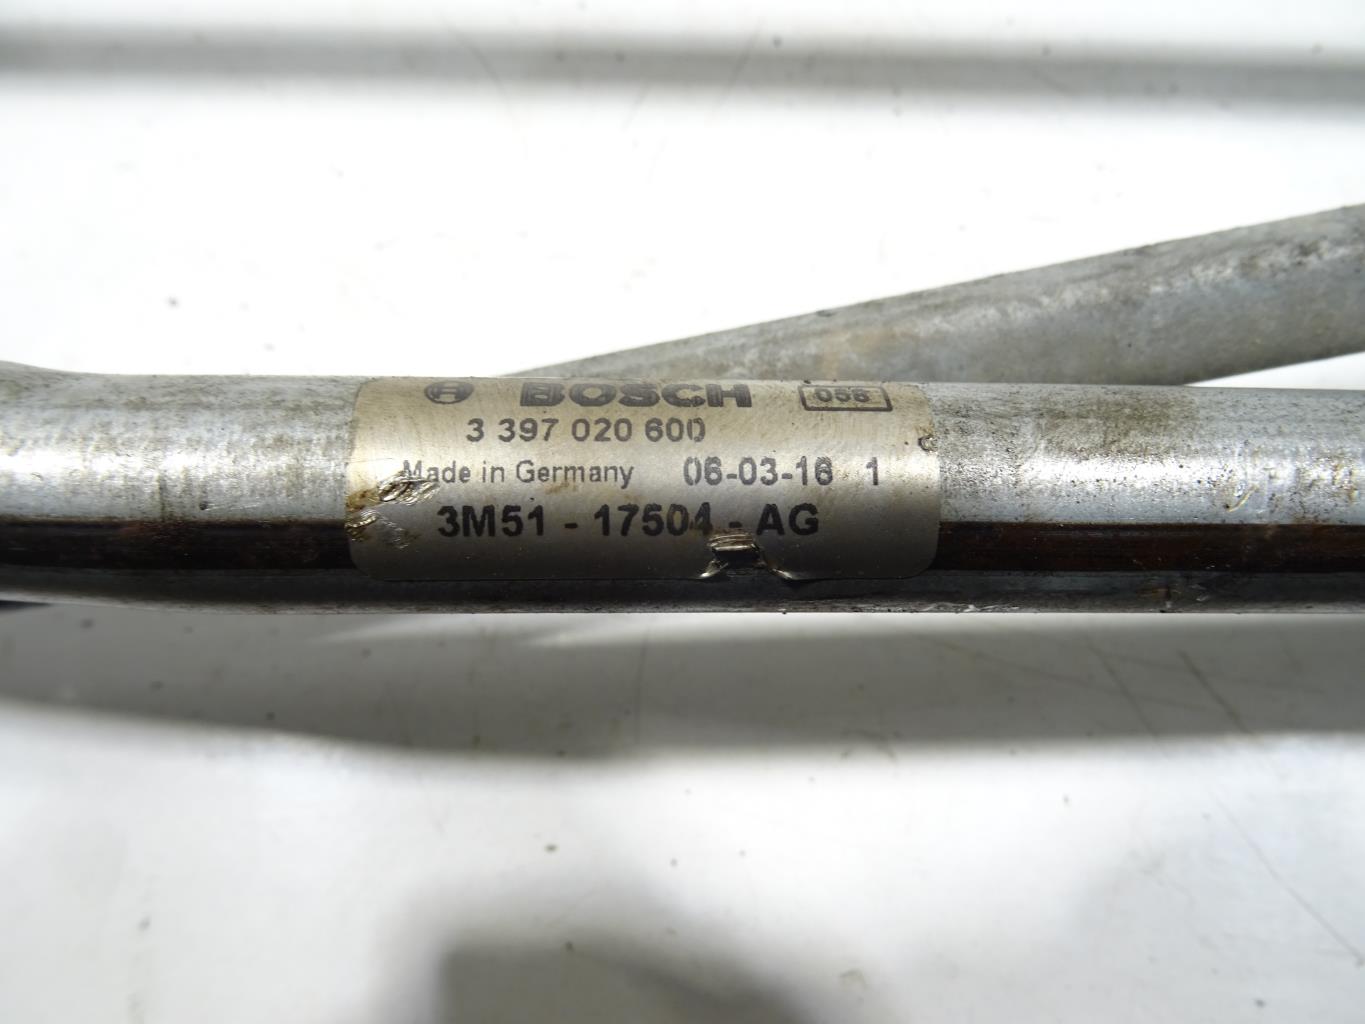 BOSCH 056
3 397 020 600
Made in Germany 06-03-16 1
3M51 - 17504 - AG